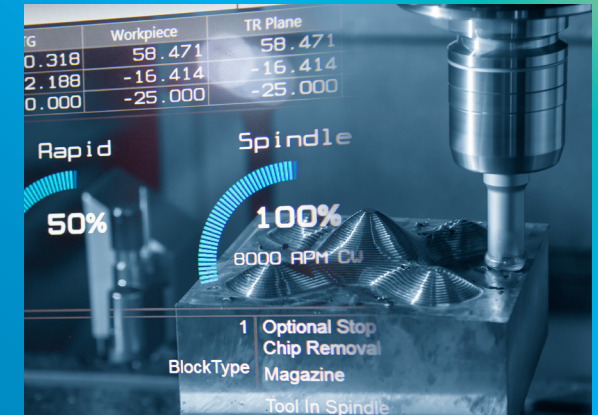 TG Workpiece TR Plane
0.318 58.471 58.471
2.188 -16.414 -16.414
0.000 -25.000 -25.000
Rapid Spindle
50% 100%
8000 RPM CW
1 Optional Stop
Chip Removal
BlockType Magazine
Tool In Spindle